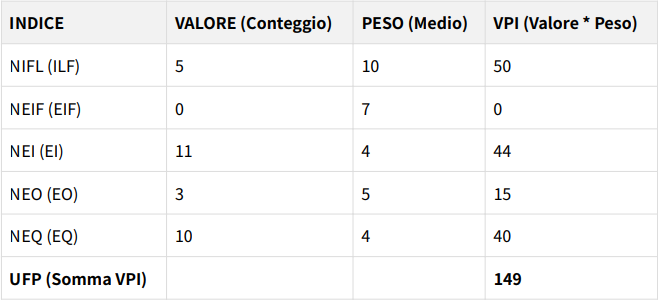 INDICE VALORE (Conteggio) PESO (Medio) VPI (Valore * Peso)
NIFL (ILF) 5 10 50
NEIF (EIF) 0 7 0
NEI (EI) 11 4 44
NEO (EO) 3 5 15
NEQ (EQ) 10 4 40
UFP (Somma VPI) 149